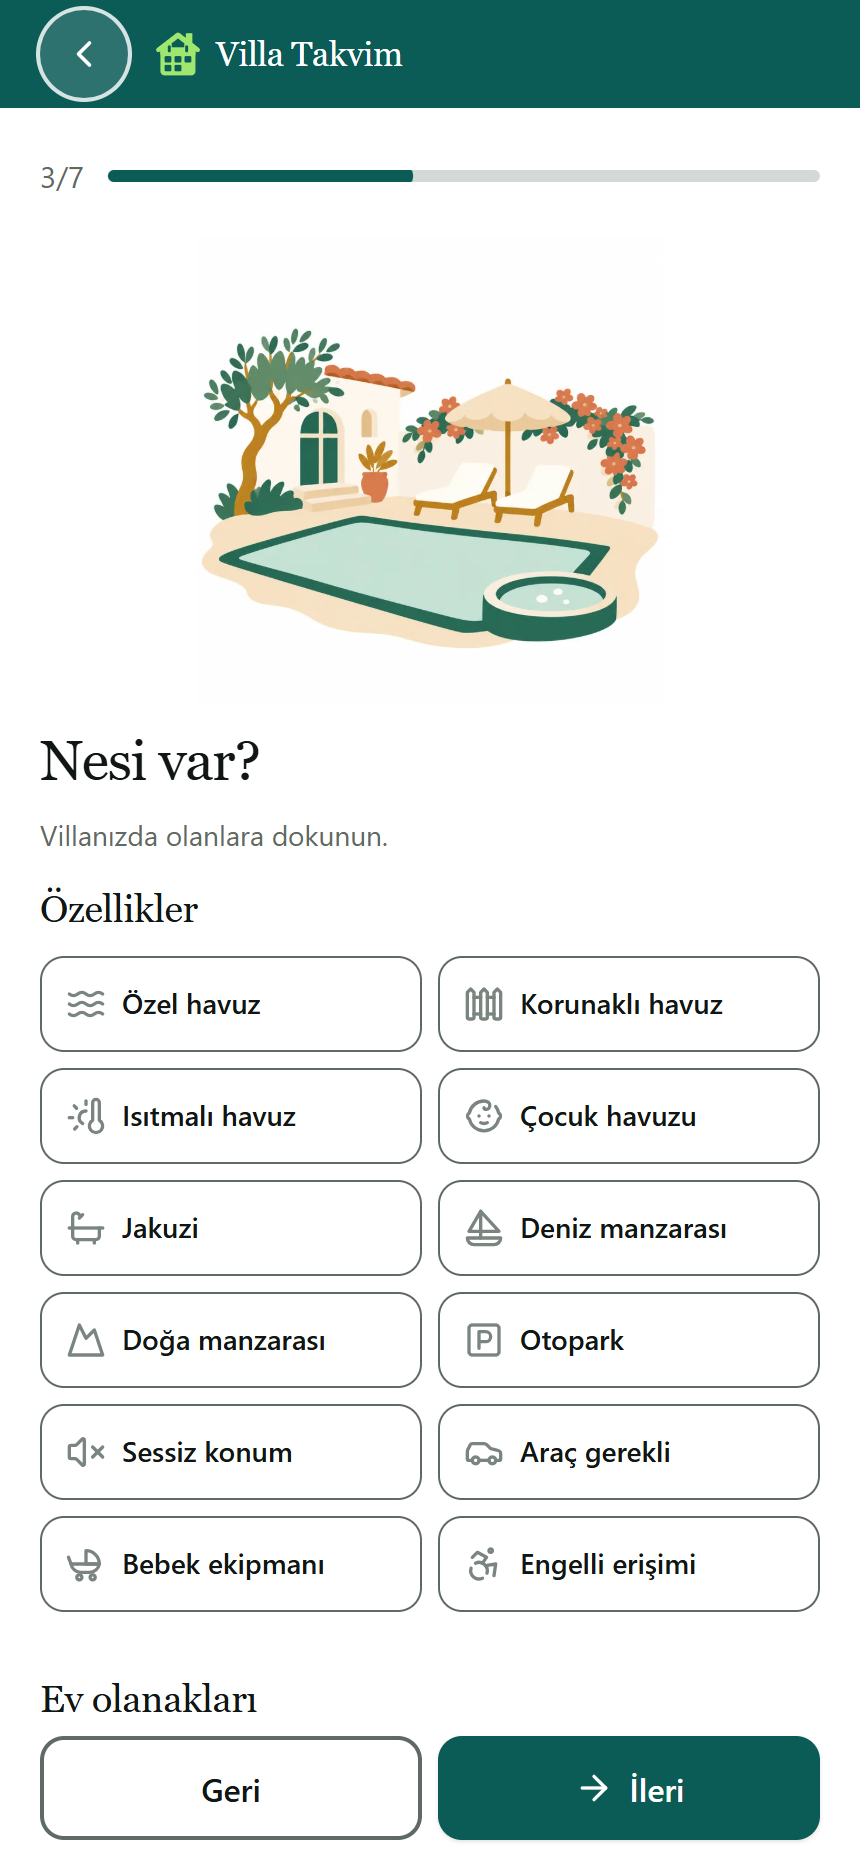 Villa Takvim
3/7
Nesi var?
Villanızda olanlara dokunun.
Özellikler
Özel havuz
Korunaklı havuz
Isıtmalı havuz
Çocuk havuzu
Jakuzi
Deniz manzarası
Doğa manzarası
P
Otopark
Sessiz konum
Araç gerekli
Bebek ekipmanı
Engelli erişimi
Ev olanakları
Geri
İleri